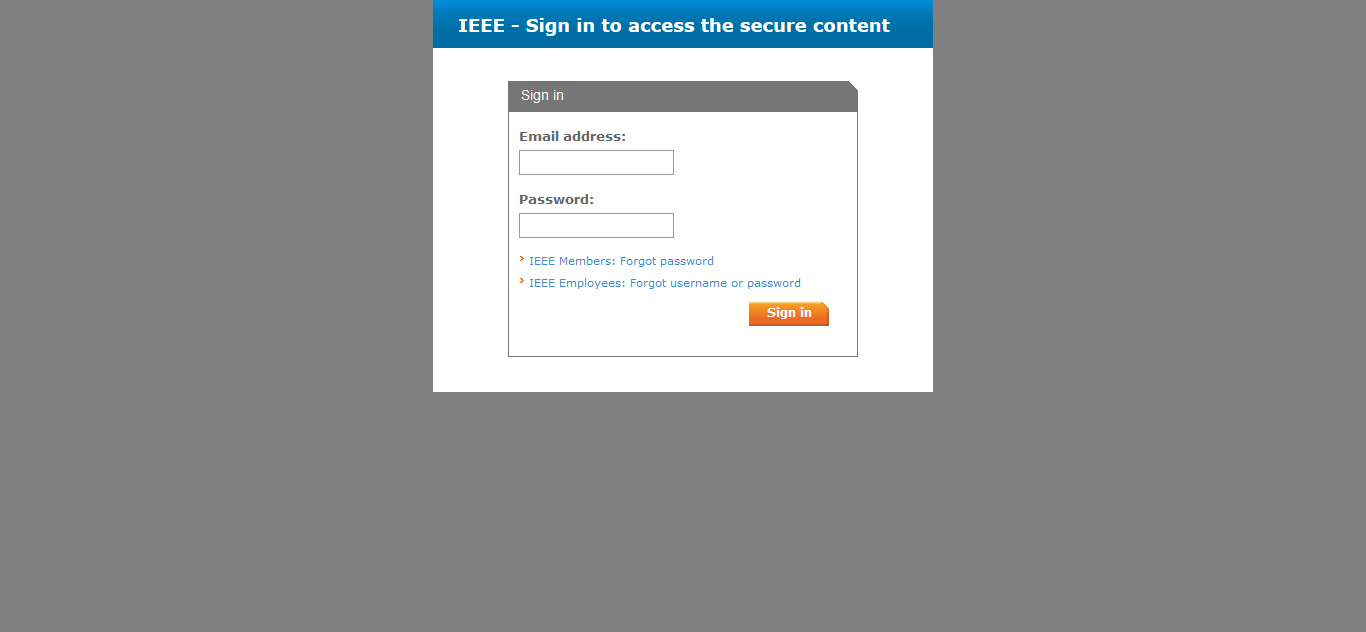 IEEE - Sign in to access the secure content
Sign in
Email address:
Password:
IEEE Members: Forgot password
IEEE Employees: Forgot username or password
Sign in